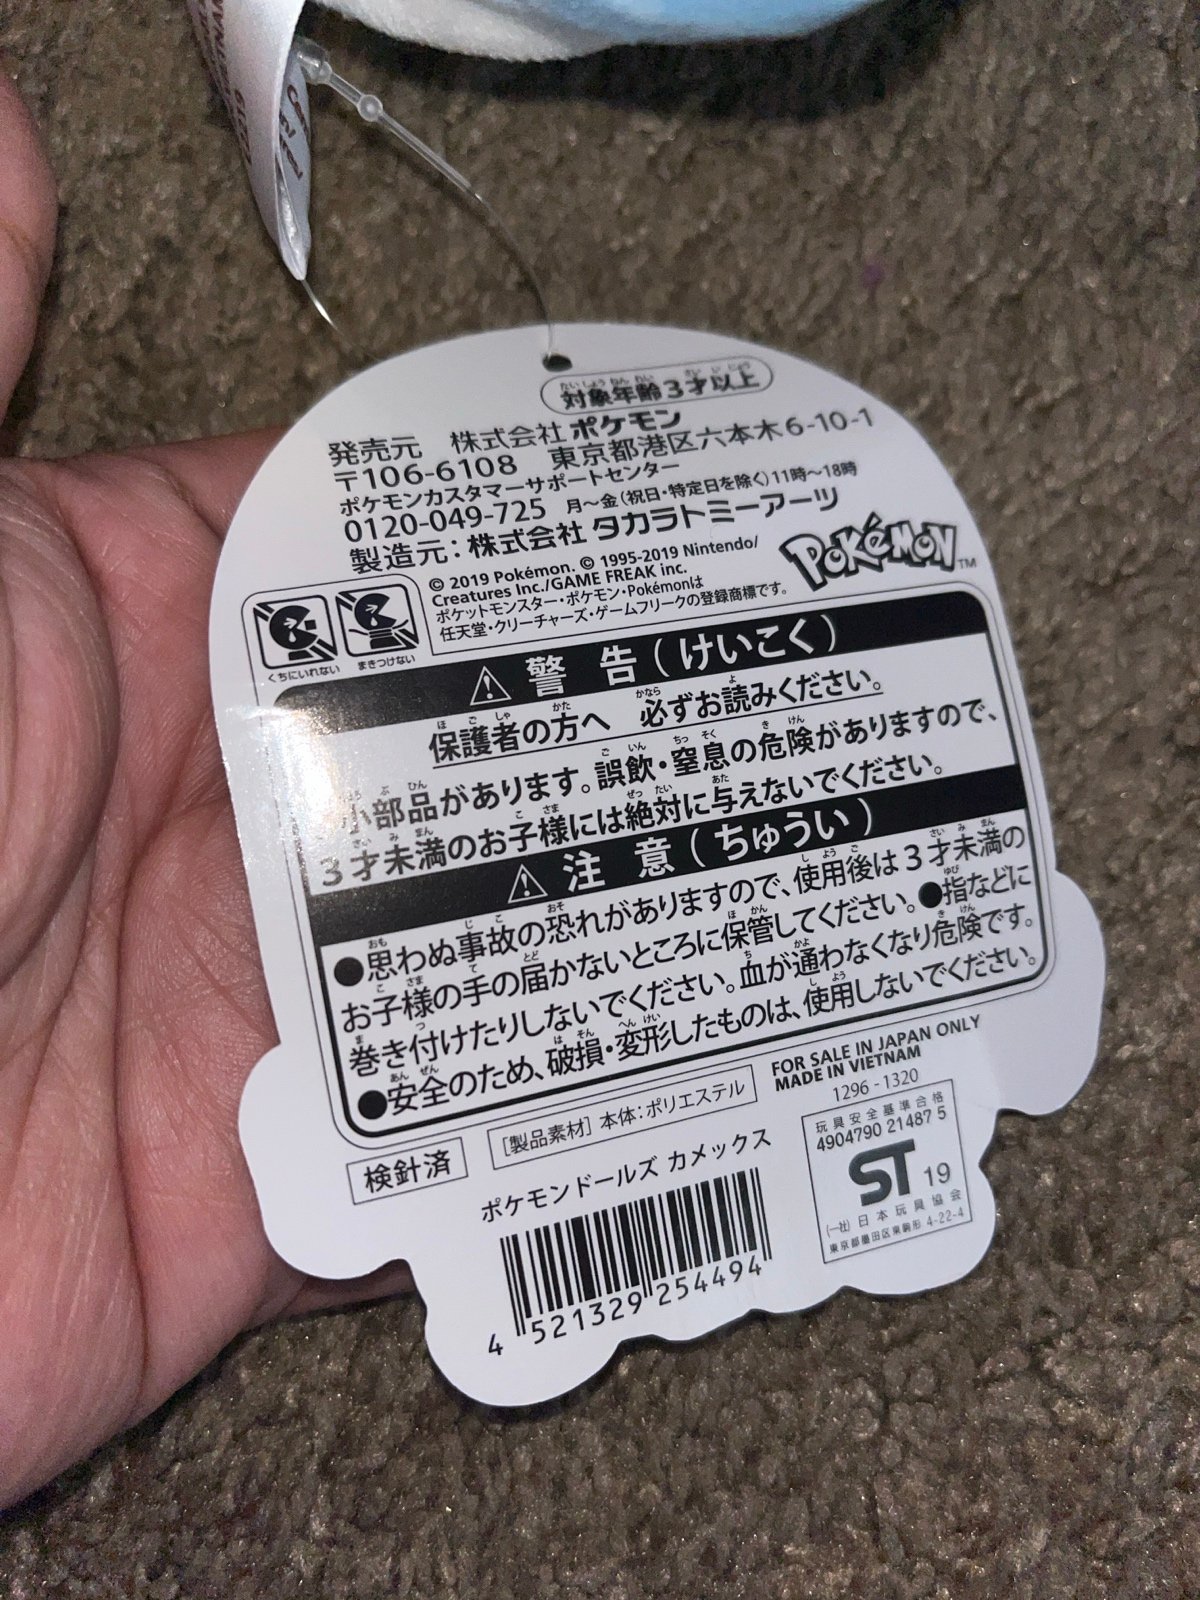 対象年齢3才以上
発売元 株式会社ポケモン
〒106-6108 東京都港区六本木6-10-1
ポケモンカスタマーサポートセンター
0120-049-725 月〜金(祝日・特定日を除く)11時〜18時
製造元：株式会社 タカラトミーアーツ
© 2019 Pokémon. © 1995-2019 Nintendo/
Creatures Inc./GAME FREAK inc.
ポケットモンスター・ポケモン・Pokémonは
任天堂・クリーチャーズ・ゲームフリークの登録商標です。
POKéMON™
くちにいれない まきつけない
⚠警告(けいこく)
保護者の方へ 必ずお読みください。
小部品があります。誤飲・窒息の危険がありますので、
3才未満のお子様には絶対に与えないでください。
⚠注意(ちゅうい)
●思わぬ事故の恐れがありますので、使用後は3才未満の
お子様の手の届かないところに保管してください。●指などに
巻き付けたりしないでください。血が通わなくなり危険です。
●安全のため、破損・変形したものは、使用しないでください。
FOR SALE IN JAPAN ONLY
MADE IN VIETNAM
1296-1320
検針済
[製品素材]本体：ポリエステル
ポケモンドールズ カメックス
4 521329 254494
玩具安全基準合格
4904790 21487 5
ST 19
(一社)日本玩具協会
東京都墨田区東駒形 4-22-4